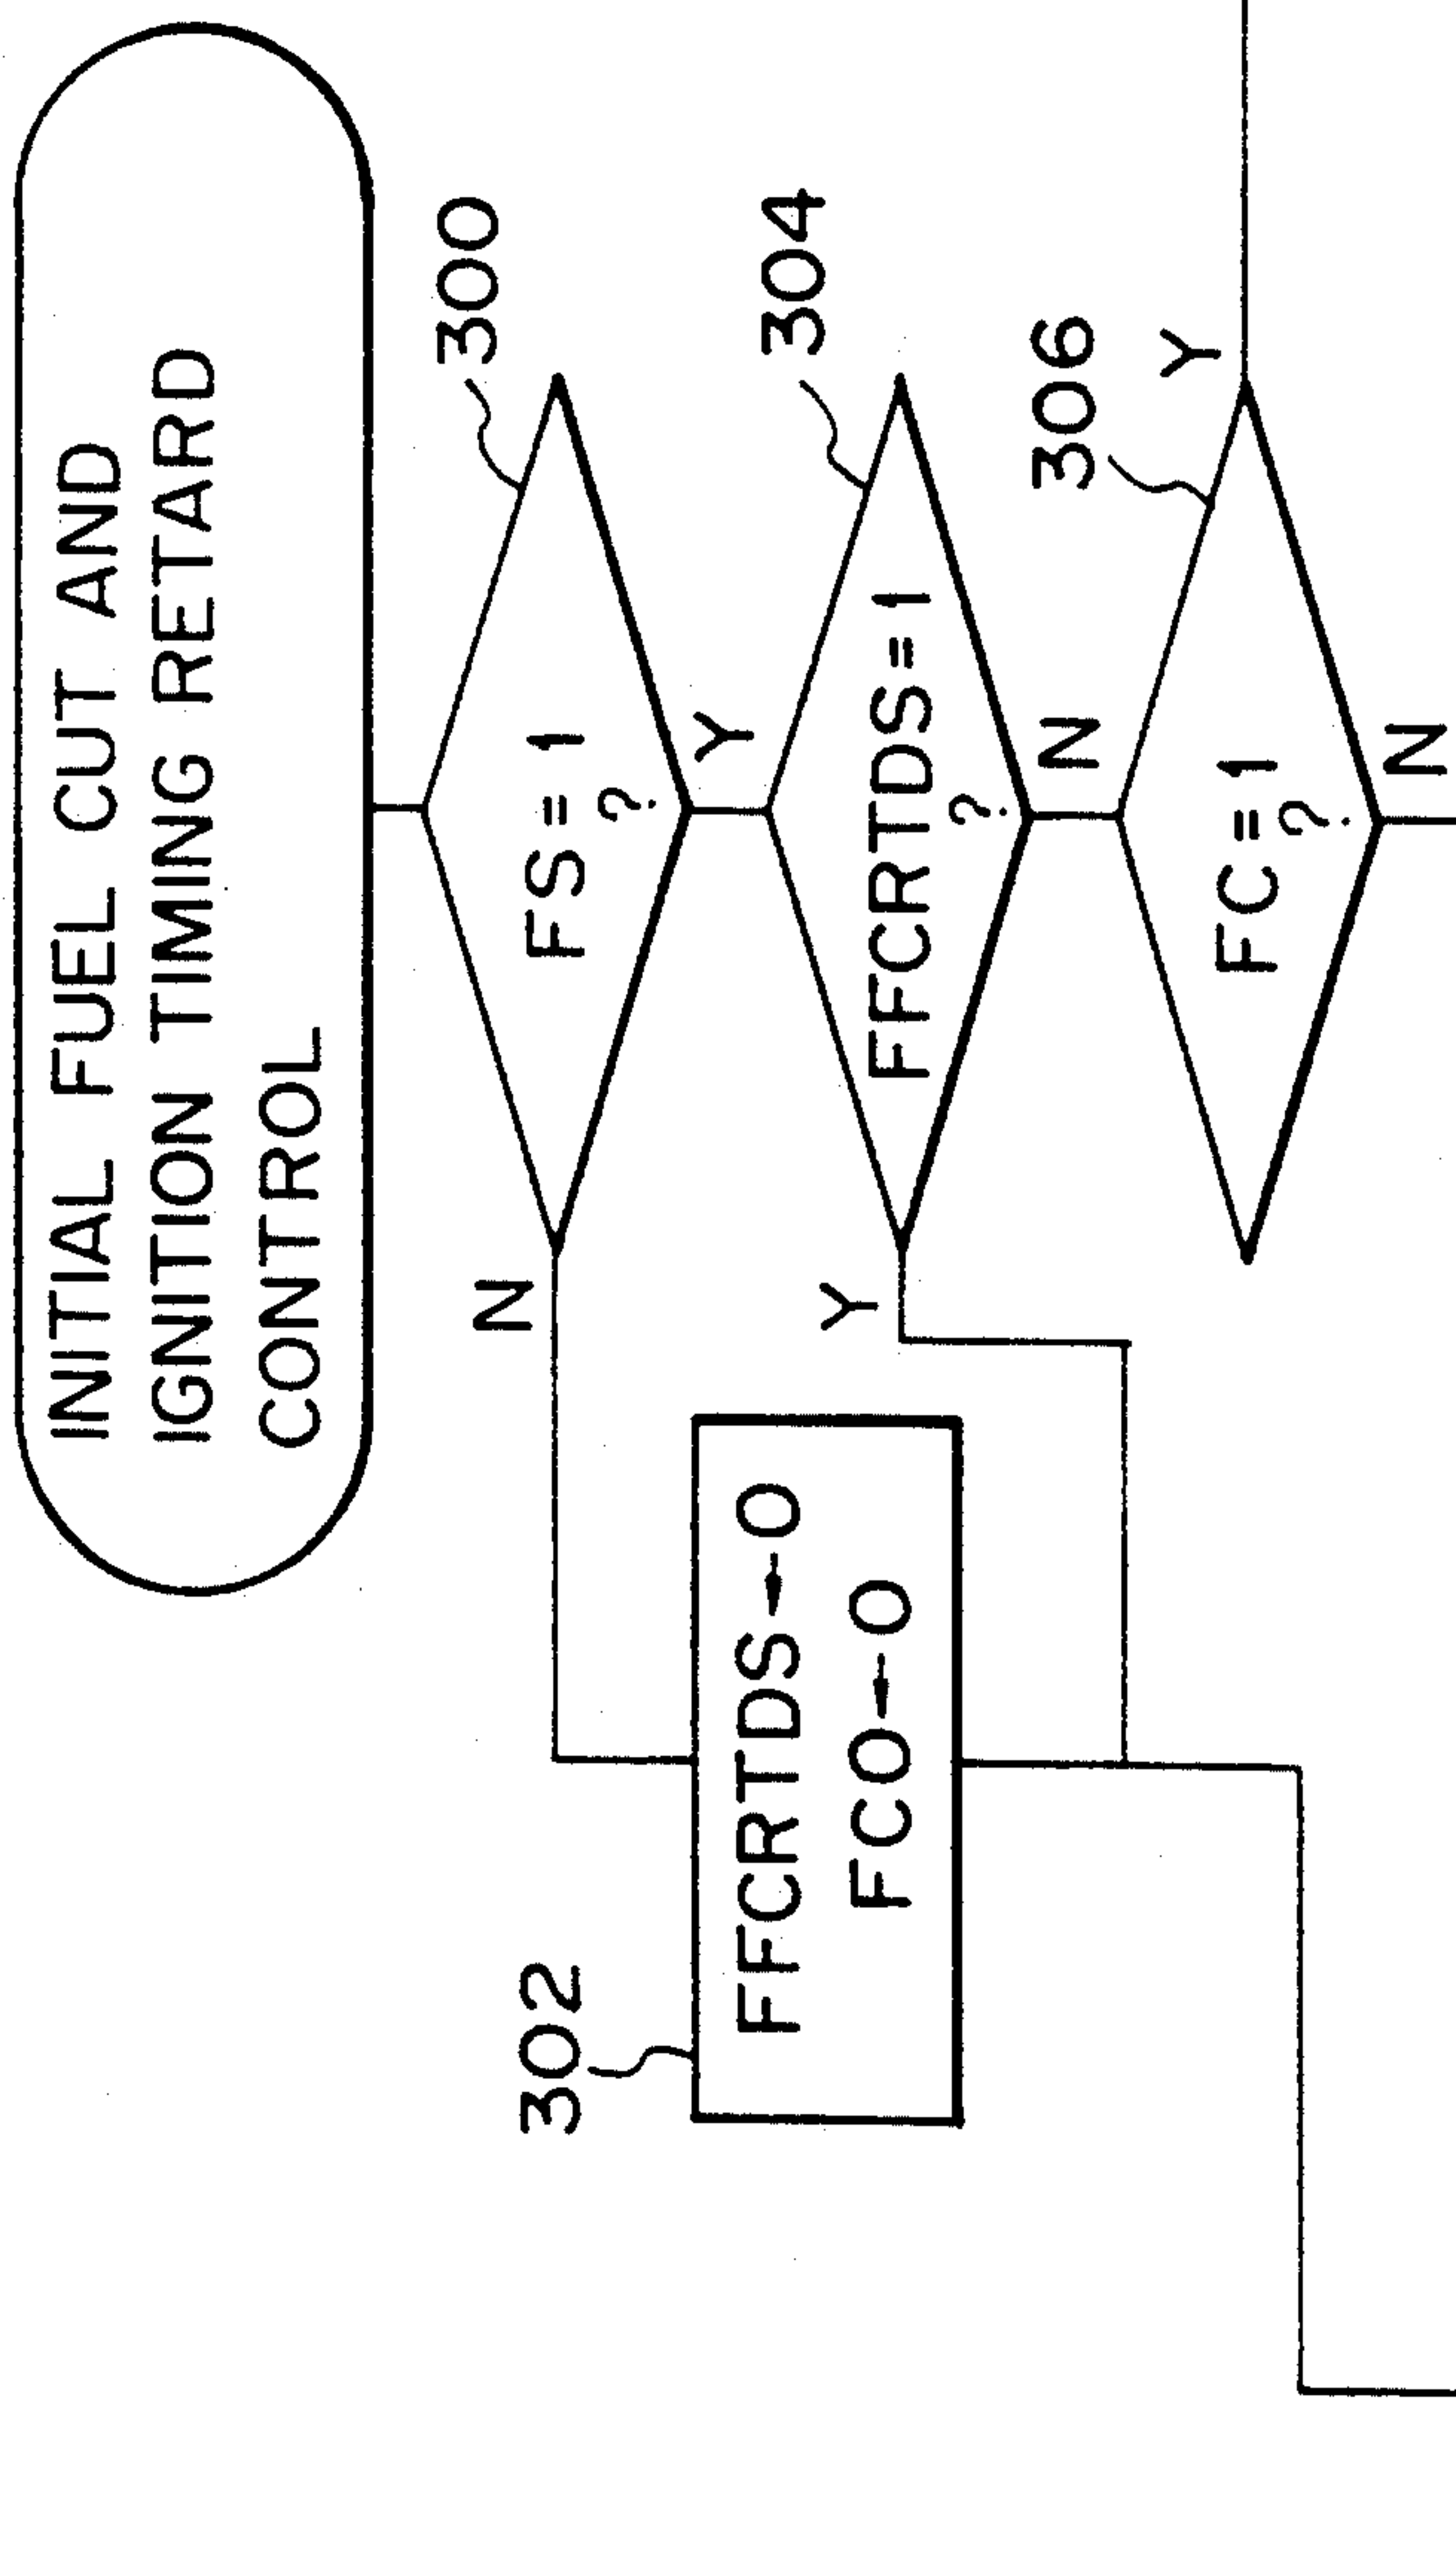 INITIAL FUEL CUT AND
IGNITION TIMING RETARD
CONTROL
300
FS=1
?
N
Y
302
FFCRTDS←0
FCO←0
304
FFCRTDS=1
?
Y
N
306
FC=1
?
Y
N